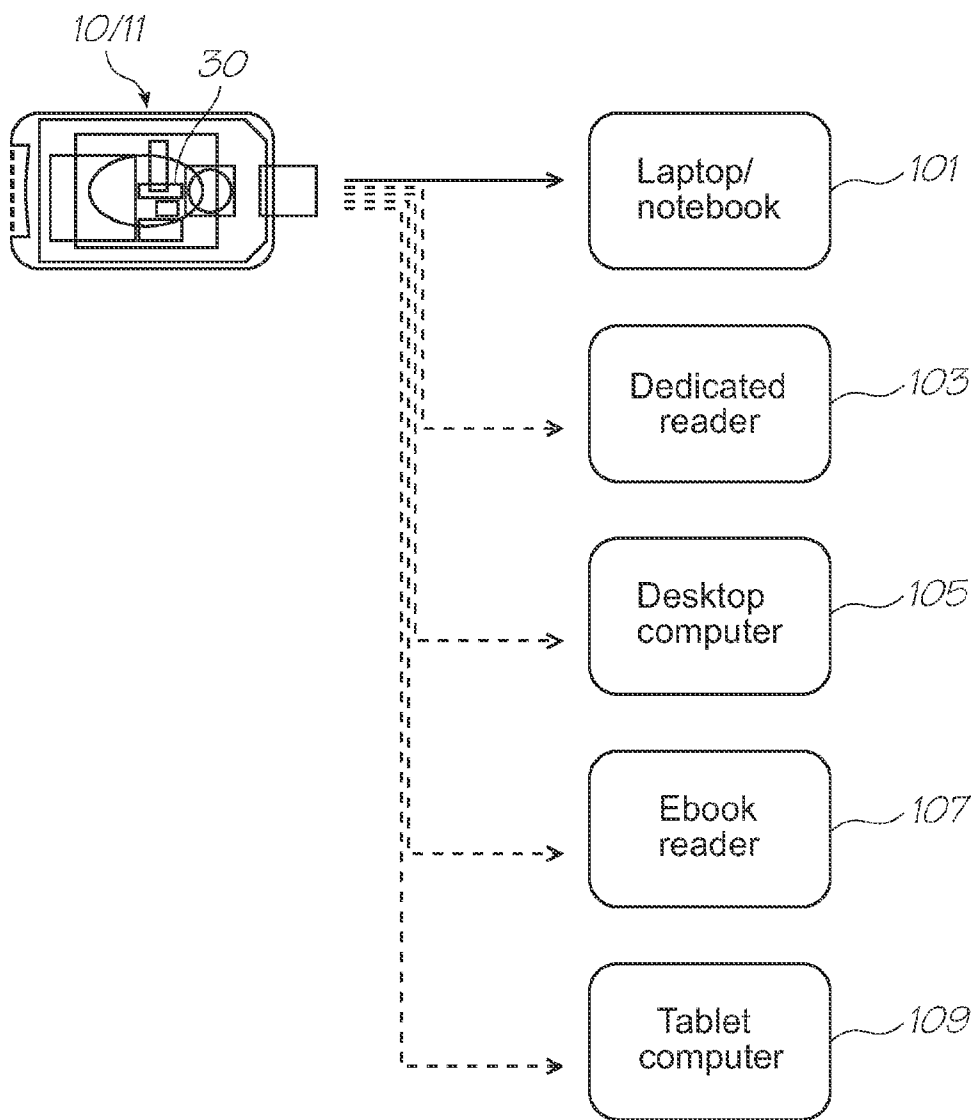 10/11
30
Laptop/
notebook
101
Dedicated
reader
103
Desktop
computer
105
Ebook
reader
107
Tablet
computer
109